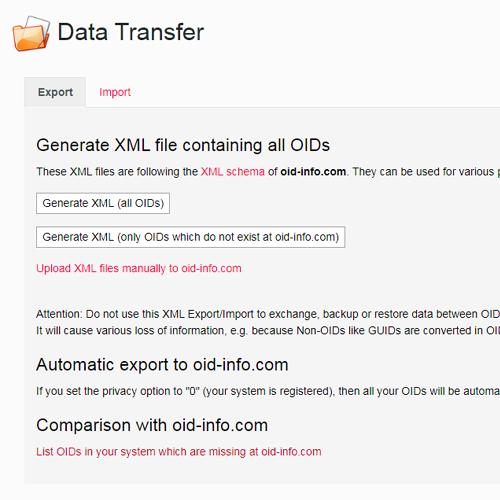 Data Transfer
Export Import
Generate XML file containing all OIDs
These XML files are following the XML schema of oid-info.com. They can be used for various
Generate XML (all OIDs)
Generate XML (only OIDs which do not exist at oid-info.com)
Upload XML files manually to oid-info.com
Attention: Do not use this XML Export/Import to exchange, backup or restore data between OID
It will cause various loss of information, e.g. because Non-OIDs like GUIDs are converted in OI
Automatic export to oid-info.com
If you set the privacy option to "0" (your system is registered), then all your OIDs will be automa
Comparison with oid-info.com
List OIDs in your system which are missing at oid-info.com